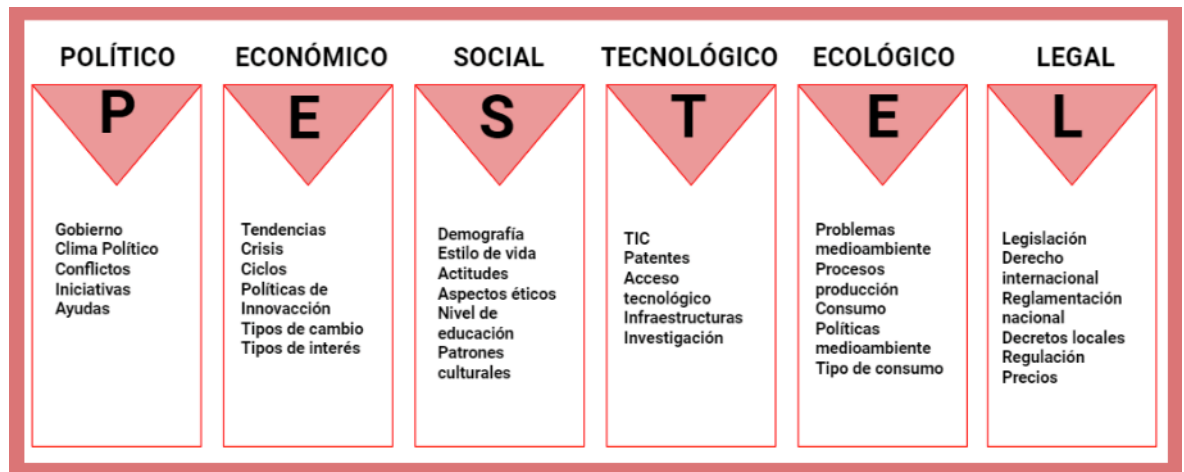 POLÍTICO
P
Gobierno
Clima Político
Conflictos
Iniciativas
Ayudas
ECONÓMICO
E
Tendencias
Crisis
Ciclos
Políticas de
Innovacción
Tipos de cambio
Tipos de interés
SOCIAL
S
Demografía
Estilo de vida
Actitudes
Aspectos éticos
Nivel de
educación
Patrones
culturales
TECNOLÓGICO
T
TIC
Patentes
Acceso
tecnológico
Infraestructuras
Investigación
ECOLÓGICO
E
Problemas
medioambiente
Procesos
producción
Consumo
Políticas
medioambiente
Tipo de consumo
LEGAL
L
Legislación
Derecho
internacional
Reglamentación
nacional
Decretos locales
Regulación
Precios